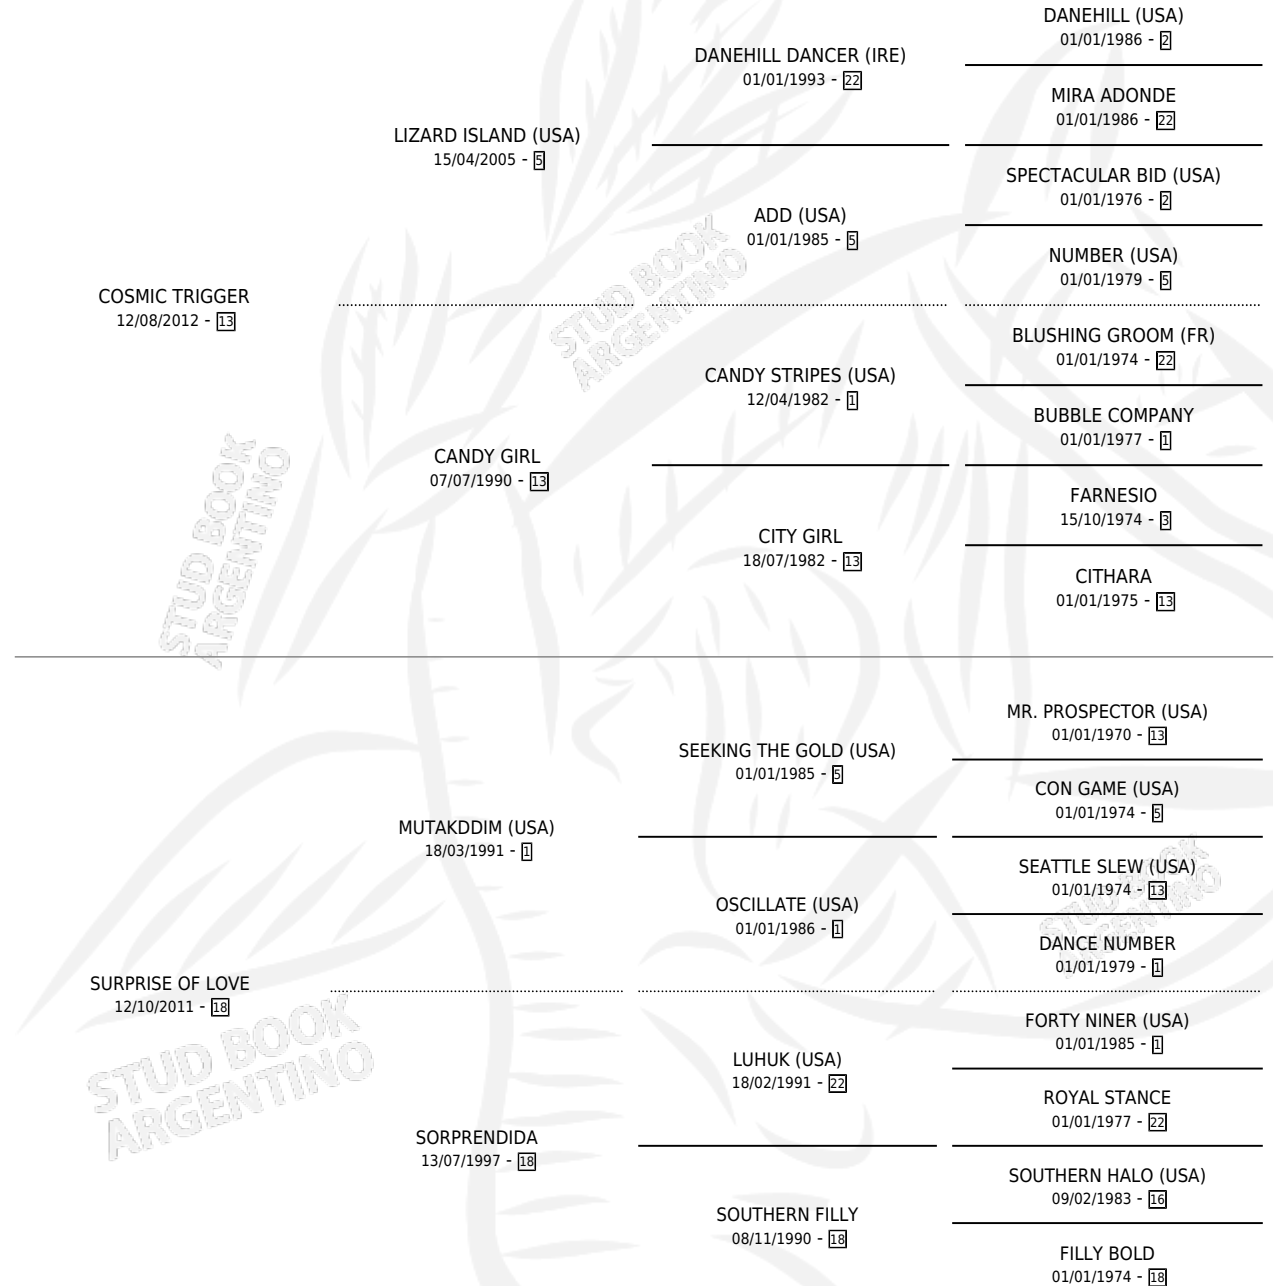 DANEHILL (USA)
01/01/1986 - 2
DANEHILL DANCER (IRE)
01/01/1993 - 22
MIRA ADONDE
01/01/1986 - 22
LIZARD ISLAND (USA)
15/04/2005 - 5
SPECTACULAR BID (USA)
01/01/1976 - 2
ADD (USA)
01/01/1985 - 5
NUMBER (USA)
01/01/1979 - 5
STUD BOOK
ARGENTINO
COSMIC TRIGGER
12/08/2012 - 13
BLUSHING GROOM (FR)
01/01/1974 - 22
CANDY STRIPES (USA)
12/04/1982 - 1
BUBBLE COMPANY
01/01/1977 - 1
CANDY GIRL
07/07/1990 - 13
FARNESIO
15/10/1974 - 3
CITY GIRL
18/07/1982 - 13
CITHARA
01/01/1975 - 13
STUD BOOK
ARGENTINO
MR. PROSPECTOR (USA)
01/01/1970 - 13
SEEKING THE GOLD (USA)
01/01/1985 - 5
CON GAME (USA)
01/01/1974 - 5
MUTAKDDIM (USA)
18/03/1991 - 1
SEATTLE SLEW (USA)
01/01/1974 - 13
OSCILLATE (USA)
01/01/1986 - 1
DANCE NUMBER
01/01/1979 - 1
STUD BOOK
ARGENTINO
SURPRISE OF LOVE
12/10/2011 - 18
FORTY NINER (USA)
01/01/1985 - 1
LUHUK (USA)
18/02/1991 - 22
ROYAL STANCE
01/01/1977 - 22
STUD BOOK
ARGENTINO
SORPRENDIDA
13/07/1997 - 18
SOUTHERN HALO (USA)
09/02/1983 - 16
SOUTHERN FILLY
08/11/1990 - 18
FILLY BOLD
01/01/1974 - 18